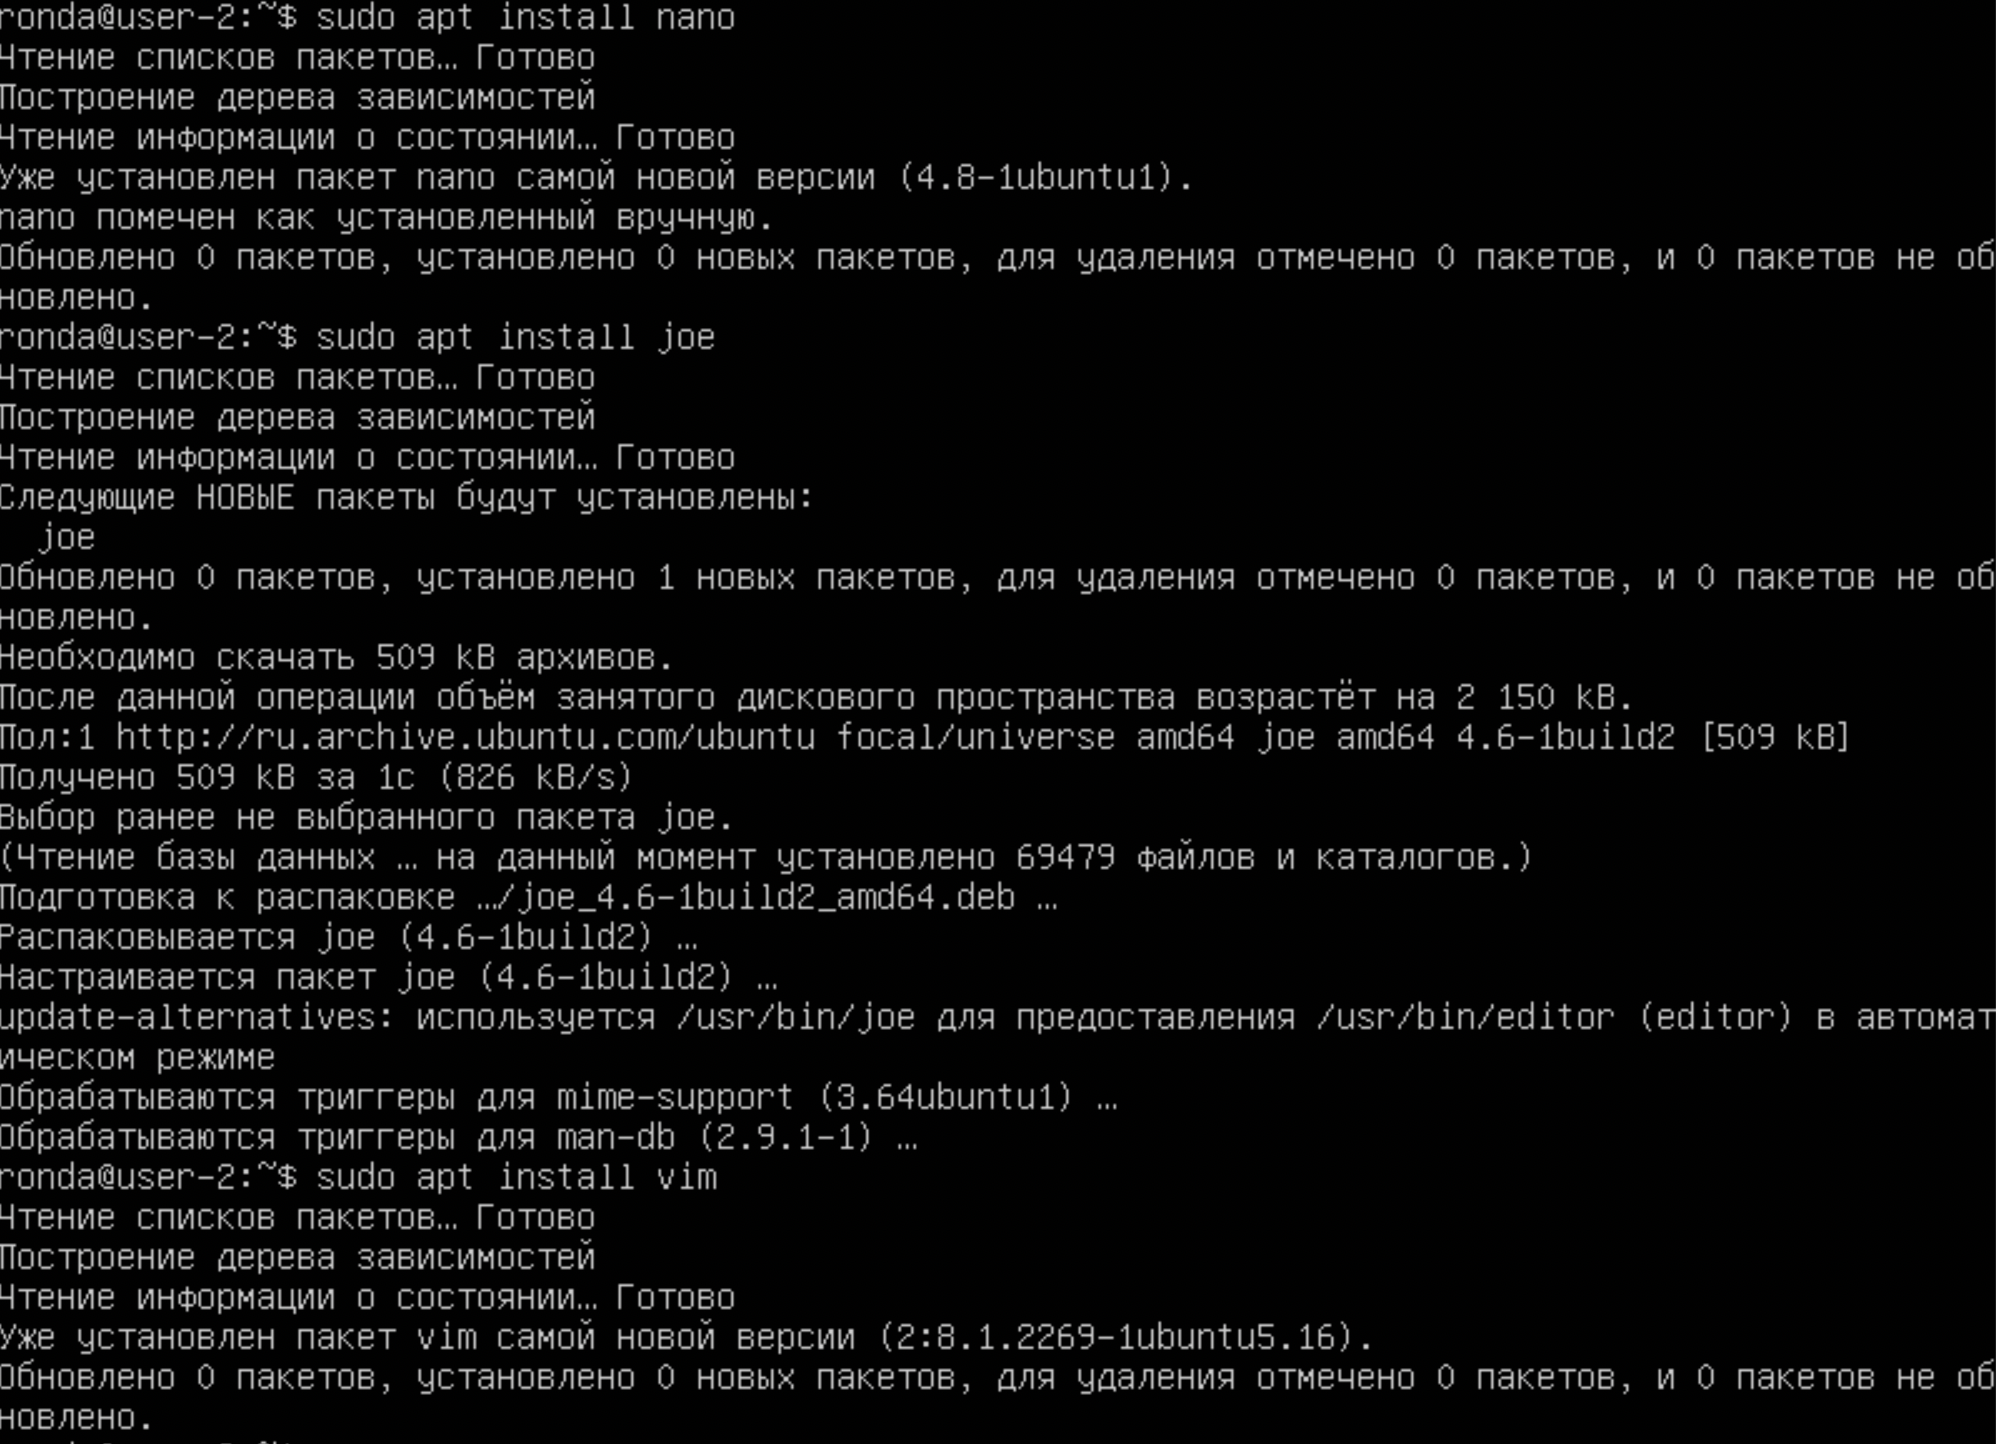 ronda@user-2:~$ sudo apt install nano
Чтение списков пакетов… Готово
Построение дерева зависимостей
Чтение информации о состоянии… Готово
Уже установлен пакет nano самой новой версии (4.8-1ubuntu1).
nano помечен как установленный вручную.
Обновлено 0 пакетов, установлено 0 новых пакетов, для удаления отмечено 0 пакетов, и 0 пакетов не об
новлено.
ronda@user-2:~$ sudo apt install joe
Чтение списков пакетов… Готово
Построение дерева зависимостей
Чтение информации о состоянии… Готово
Следующие НОВЫЕ пакеты будут установлены:
  joe
Обновлено 0 пакетов, установлено 1 новых пакетов, для удаления отмечено 0 пакетов, и 0 пакетов не об
новлено.
Необходимо скачать 509 kB архивов.
После данной операции объём занятого дискового пространства возрастёт на 2 150 kB.
Пол:1 http://ru.archive.ubuntu.com/ubuntu focal/universe amd64 joe amd64 4.6-1build2 [509 kB]
Получено 509 kB за 1с (826 kB/s)
Выбор ранее не выбранного пакета joe.
(Чтение базы данных … на данный момент установлено 69479 файлов и каталогов.)
Подготовка к распаковке …/joe_4.6-1build2_amd64.deb …
Распаковывается joe (4.6-1build2) …
Настраивается пакет joe (4.6-1build2) …
update-alternatives: используется /usr/bin/joe для предоставления /usr/bin/editor (editor) в автомат
ическом режиме
Обрабатываются триггеры для mime-support (3.64ubuntu1) …
Обрабатываются триггеры для man-db (2.9.1-1) …
ronda@user-2:~$ sudo apt install vim
Чтение списков пакетов… Готово
Построение дерева зависимостей
Чтение информации о состоянии… Готово
Уже установлен пакет vim самой новой версии (2:8.1.2269-1ubuntu5.16).
Обновлено 0 пакетов, установлено 0 новых пакетов, для удаления отмечено 0 пакетов, и 0 пакетов не об
новлено.